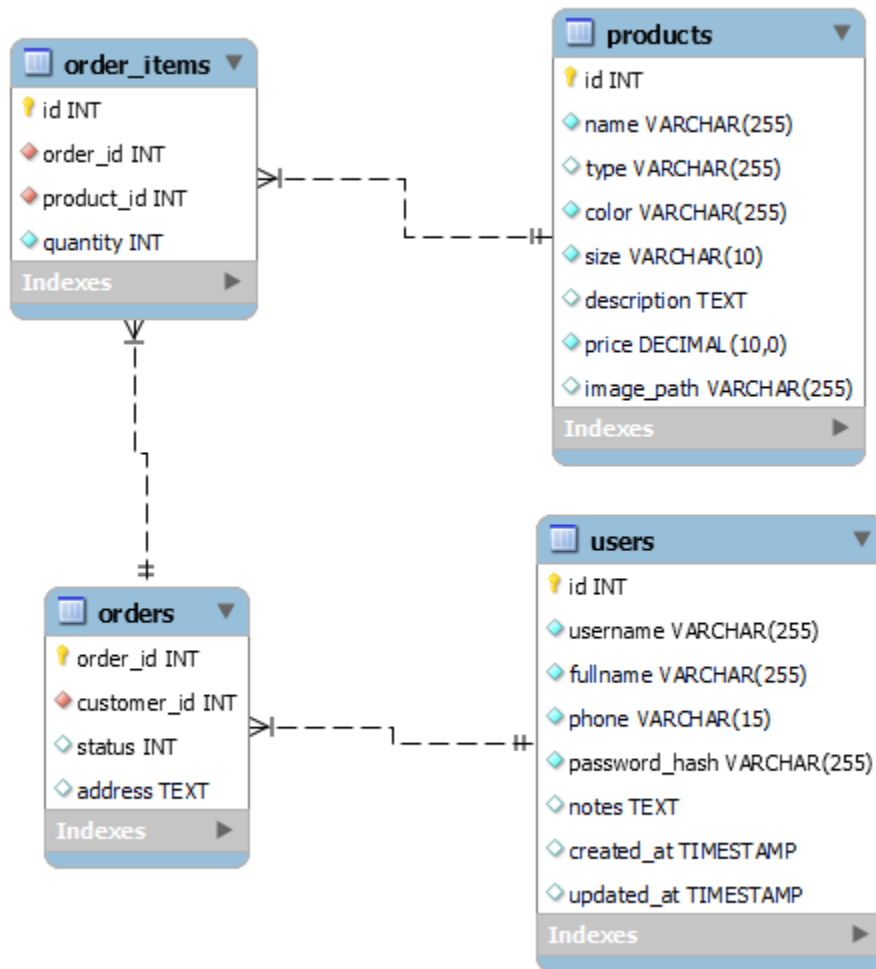 order_items
id INT
order_id INT
product_id INT
quantity INT
Indexes
products
id INT
name VARCHAR(255)
type VARCHAR(255)
color VARCHAR(255)
size VARCHAR(10)
description TEXT
price DECIMAL(10,0)
image_path VARCHAR(255)
Indexes
orders
order_id INT
customer_id INT
status INT
address TEXT
Indexes
users
id INT
username VARCHAR(255)
fullname VARCHAR(255)
phone VARCHAR(15)
password_hash VARCHAR(255)
notes TEXT
created_at TIMESTAMP
updated_at TIMESTAMP
Indexes